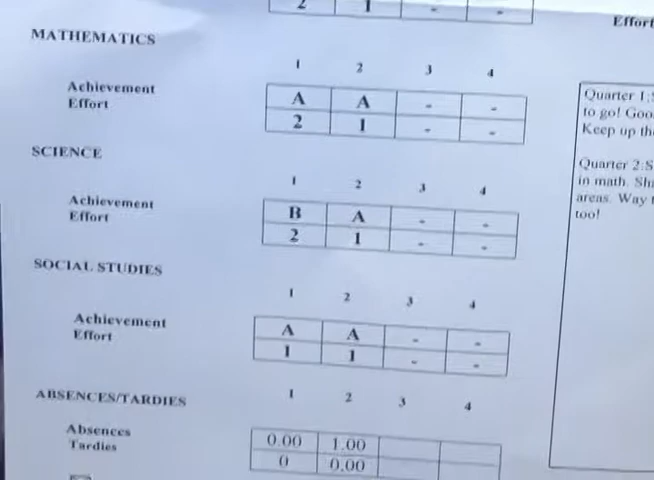 2 1 - -
Effort
MATHEMATICS
1 2 3 4
Achievement A A - -
Effort 2 1 - -
Quarter 1:
to go!
Keep up
SCIENCE
1 2 3 4
Quarter 2:S
in math.
areas. Way
too!
Achievement B A - -
Effort 2 1 - -
SOCIAL STUDIES
1 2 3 4
Achievement A A - -
Effort 1 1 - -
ABSENCES/TARDIES
1 2 3 4
Absences 0.00 1.00
Tardies 0 0.00